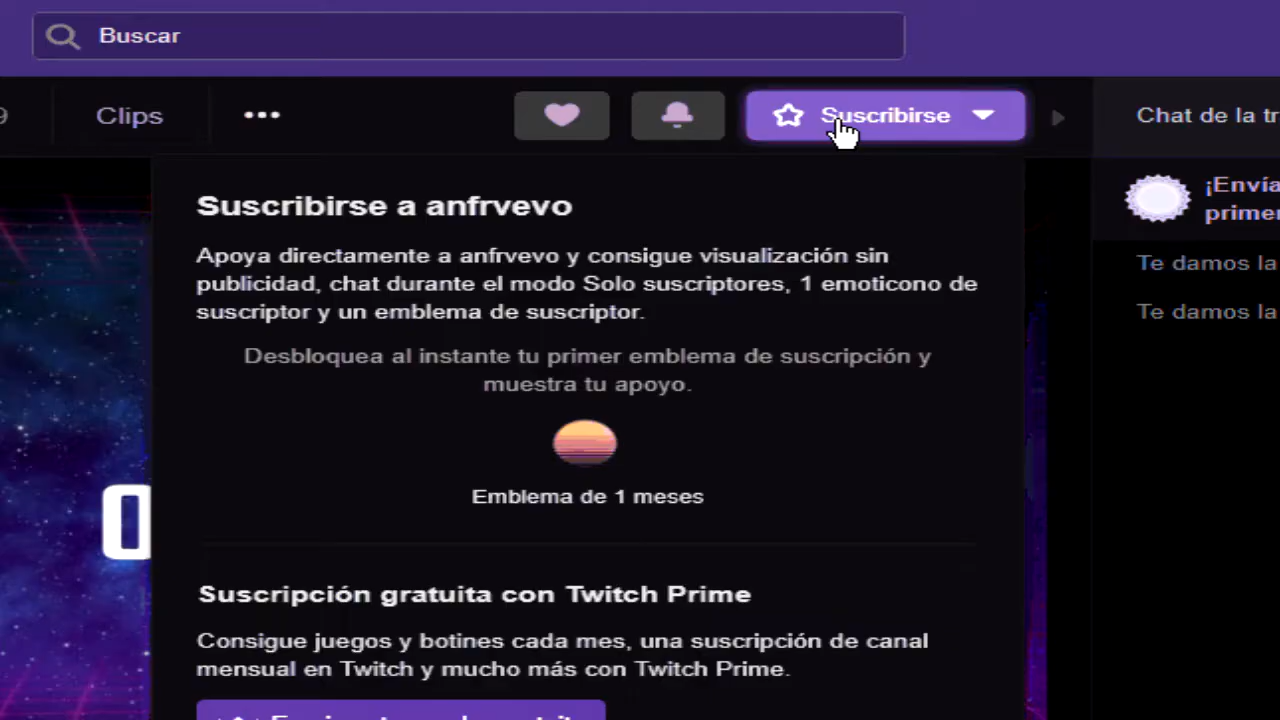 Buscar
9
Clips
Suscribirse
Chat de la tr
Suscribirse a anfrvevo
Apoya directamente a anfrvevo y consigue visualización sin
publicidad, chat durante el modo Solo suscriptores, 1 emoticono de
suscriptor y un emblema de suscriptor.
Desbloquea al instante tu primer emblema de suscripción y
muestra tu apoyo.
Emblema de 1 meses
Suscripción gratuita con Twitch Prime
Consigue juegos y botines cada mes, una suscripción de canal
mensual en Twitch y mucho más con Twitch Prime.
¡Envía
primer
Te damos la
Te damos la
0